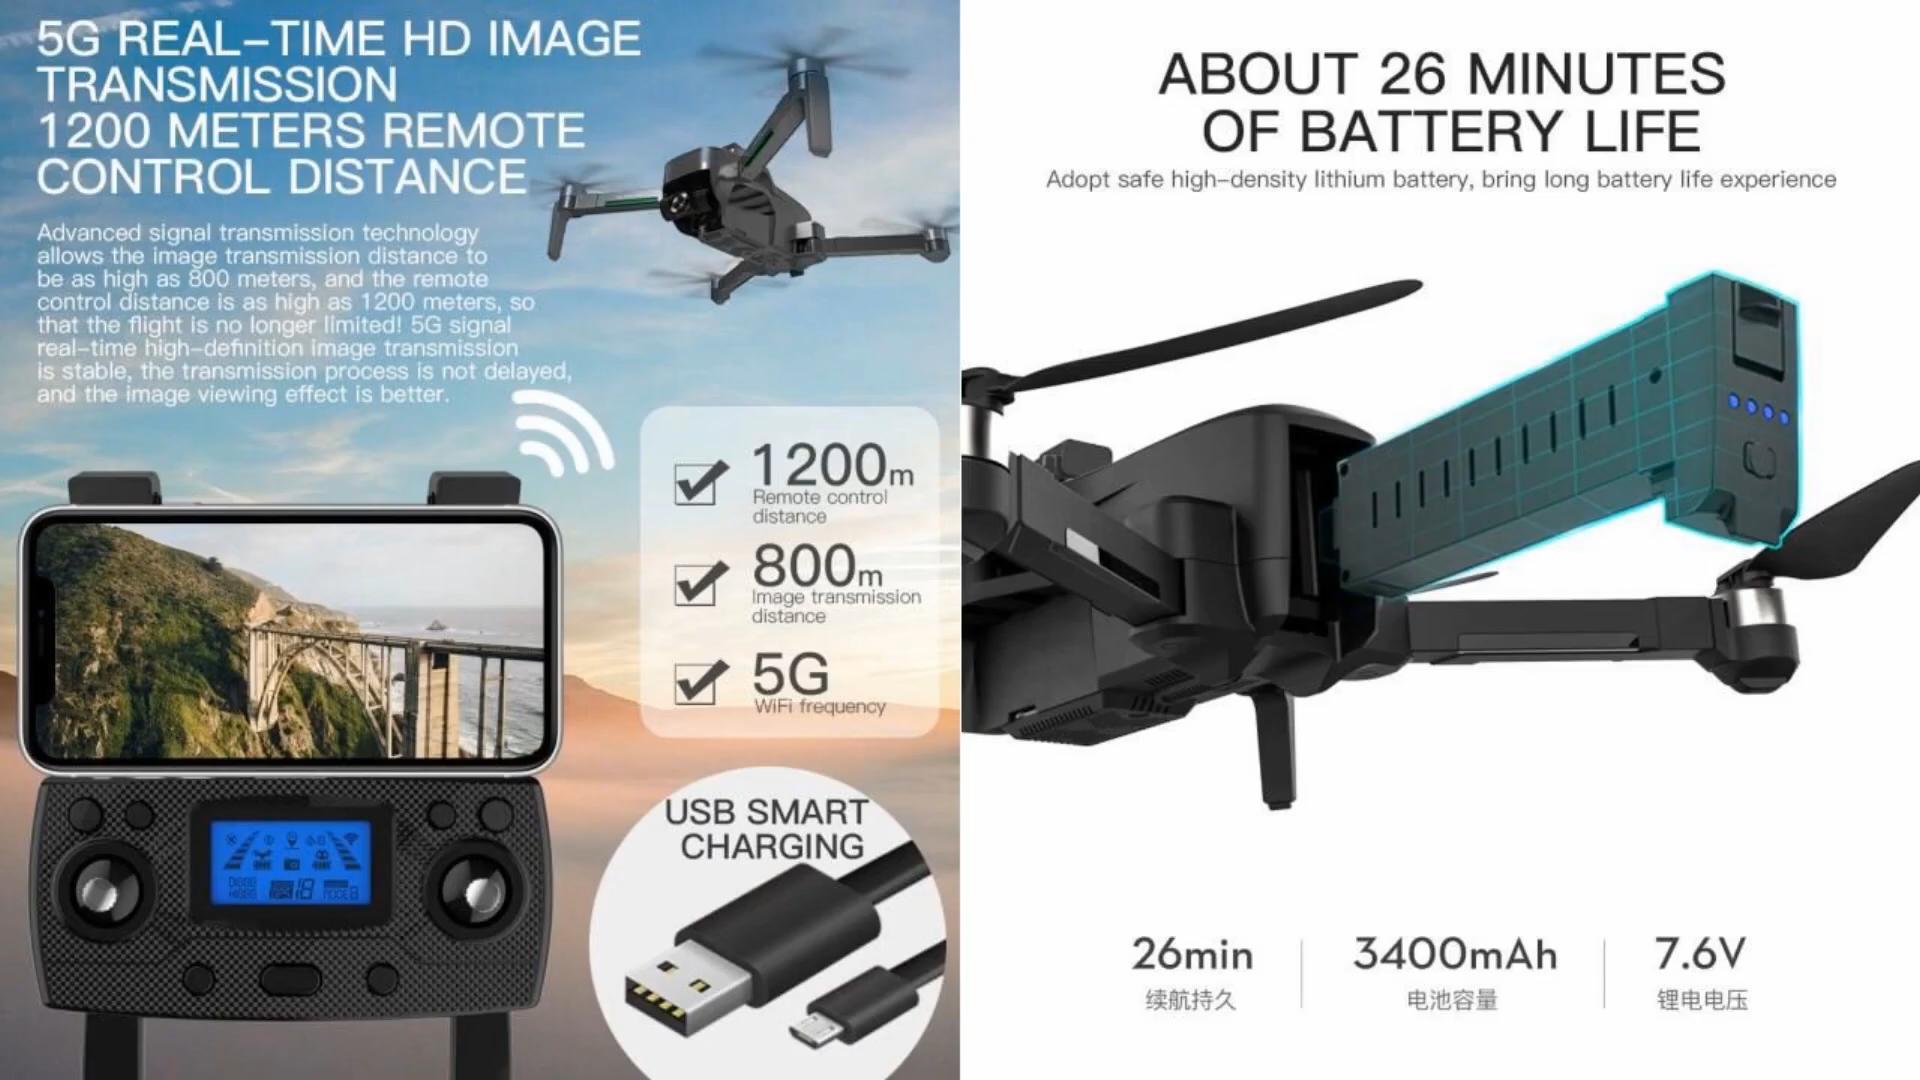 5G REAL-TIME HD IMAGE
TRANSMISSION
1200 METERS REMOTE
CONTROL DISTANCE
Advanced signal transmission technology
allows the image transmission distance to
be as high as 800 meters, and the remote
control distance is as high as 1200 meters, so
that the flight is no longer limited! 5G signal
real-time high-definition image transmission
is stable, the transmission process is not delayed,
and the image viewing effect is better.
1200m
Remote control
distance
800m
Image transmission
distance
5G
WiFi frequency
USB SMART
CHARGING
ABOUT 26 MINUTES
OF BATTERY LIFE
Adopt safe high-density lithium battery, bring long battery life experience
26min
续航持久
3400mAh
电池容量
7.6V
锂电电压